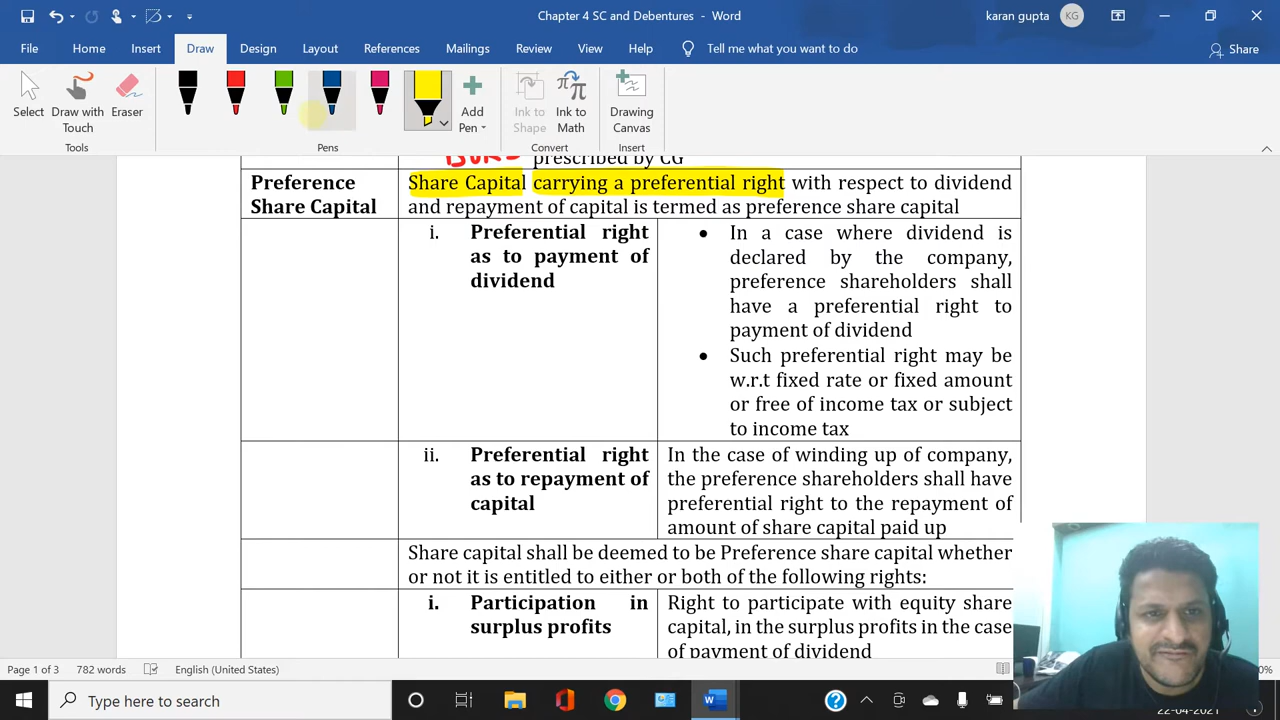 Chapter 4 SC and Debentures - Word
karan gupta
KG
File
Home
Insert
Draw
Design
Layout
References
Mailings
Review
View
Help
Tell me what you want to do
Share
Select
Draw with Touch
Eraser
Add Pen
Ink to Shape
Ink to Math
Drawing Canvas
Tools
Pens
Convert
Insert
prescribed by CG
Preference
Share Capital
Share Capital carrying a preferential right with respect to dividend
and repayment of capital is termed as preference share capital
i. Preferential right
as to payment of
dividend
• In a case where dividend is
declared by the company,
preference shareholders shall
have a preferential right to
payment of dividend
• Such preferential right may be
w.r.t fixed rate or fixed amount
or free of income tax or subject
to income tax
ii. Preferential right
as to repayment of
capital
In the case of winding up of company,
the preference shareholders shall have
preferential right to the repayment of
amount of share capital paid up
Share capital shall be deemed to be Preference share capital whether
or not it is entitled to either or both of the following rights:
i. Participation in
surplus profits
Right to participate with equity share
capital, in the surplus profits in the case
of payment of dividend
Page 1 of 3
782 words
English (United States)
Type here to search
22-04-2021